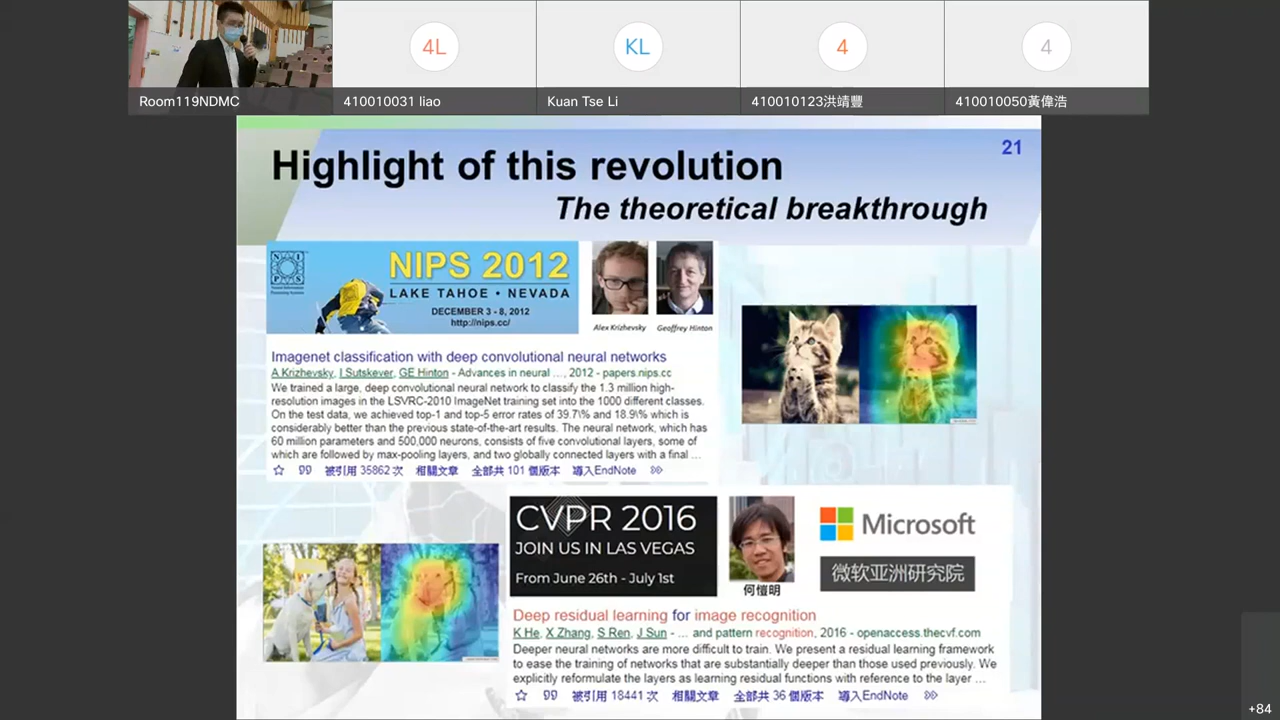 4L
KL
4
4
Room119NDMC
410010031 liao
Kuan Tse Li
410010123洪靖豐
410010050黃偉浩
21
Highlight of this revolution
The theoretical breakthrough
NIPS 2012
LAKE TAHOE • NEVADA
DECEMBER 3 - 8, 2012
http://nips.cc/
Alex Krizhevsky
Geoffrey Hinton
Imagenet classification with deep convolutional neural networks
A Krizhevsky, I Sutskever, GE Hinton - Advances in neural ..., 2012 - papers.nips.cc
We trained a large, deep convolutional neural network to classify the 1.3 million high-
resolution images in the LSVRC-2010 ImageNet training set into the 1000 different classes.
On the test data, we achieved top-1 and top-5 error rates of 39.7\% and 18.9\% which is
considerably better than the previous state-of-the-art results. The neural network, which has
60 million parameters and 500,000 neurons, consists of five convolutional layers, some of
which are followed by max-pooling layers, and two globally connected layers with a final ...
被引用 35862 次 相關文章 全部共 101 個版本 導入EndNote
CVPR 2016
JOIN US IN LAS VEGAS
From June 26th - July 1st
何愷明
Microsoft
微软亚洲研究院
Deep residual learning for image recognition
K He, X Zhang, S Ren, J Sun - ... and pattern recognition, 2016 - openaccess.thecvf.com
Deeper neural networks are more difficult to train. We present a residual learning framework
to ease the training of networks that are substantially deeper than those used previously. We
explicitly reformulate the layers as learning residual functions with reference to the layer ...
被引用 18441 次 相關文章 全部共 36 個版本 導入EndNote
+84